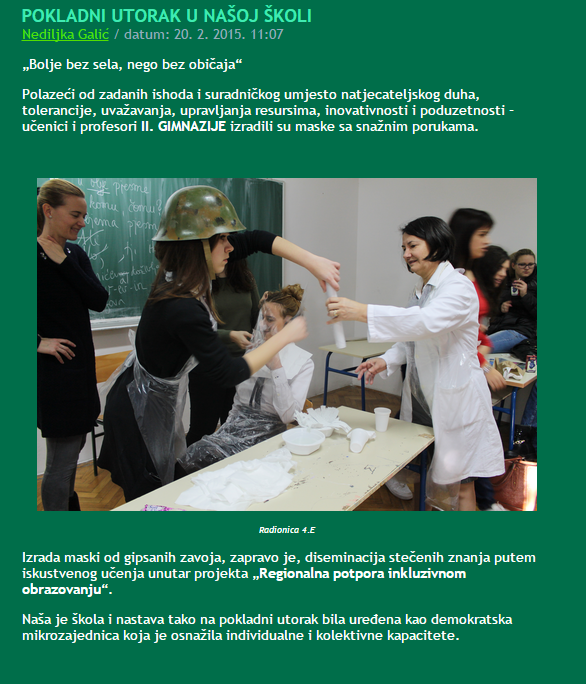 POKLADNI UTORAK U NAŠOJ ŠKOLI
Nediljka Galić / datum: 20. 2. 2015. 11:07
„Bolje bez sela, nego bez običaja“
Polazeći od zadanih ishoda i suradničkog umjesto natjecateljskog duha,
tolerancije, uvažavanja, upravljanja resursima, inovativnosti i poduzetnosti –
učenici i profesori II. GIMNAZIJE izradili su maske sa snažnim porukama.
Radionica 4.E
Izrada maski od gipsanih zavoja, zapravo je, diseminacija stečenih znanja putem
iskustvenog učenja unutar projekta „Regionalna potpora inkluzivnom
obrazovanju“.
Naša je škola i nastava tako na pokladni utorak bila uređena kao demokratska
mikrozajednica koja je osnažila individualne i kolektivne kapacitete.